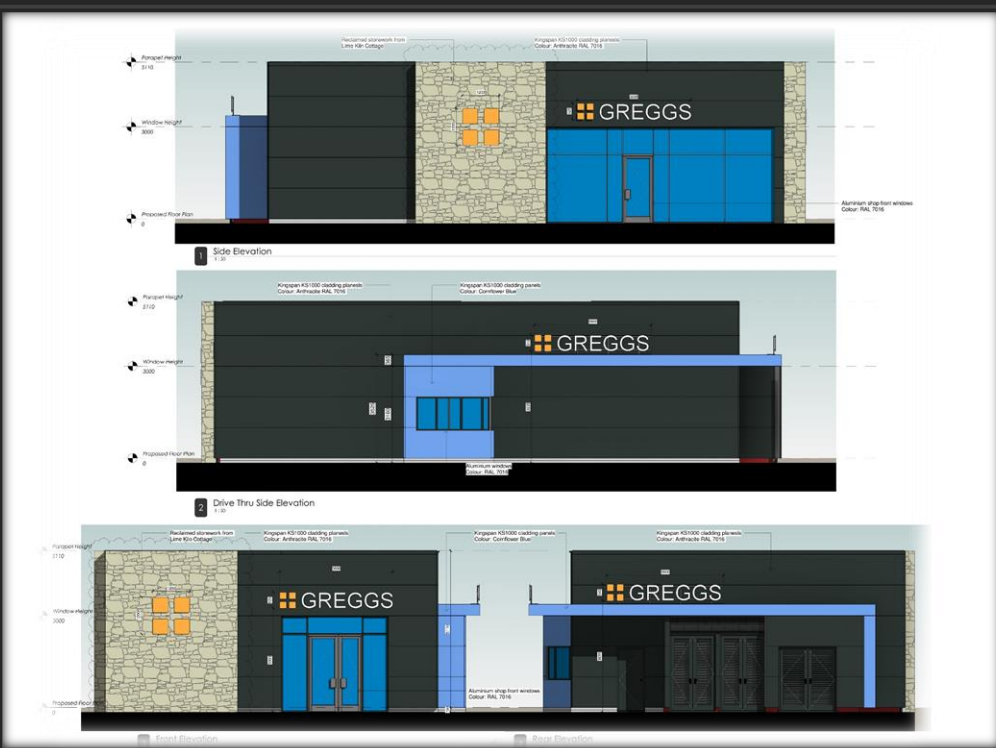 Reclaimed stonework from
Lime Kiln Cottage
Kingspan KS1000 cladding planesls
Colour: Anthracite RAL 7016
Parapet Height
5110
GREGGS
Window Height
3000
Aluminium shop front windows
Colour: RAL 7016
Proposed Floor Plan
0
1 Side Elevation
Kingspan KS1000 cladding planesls
Colour: Anthracite RAL 7016
Kingspan KS1000 cladding panels
Colour: Cornflower Blue
Parapet Height
5110
GREGGS
Window Height
3000
Proposed Floor Plan
0
Aluminium windows
Colour: RAL 7016
2 Drive Thru Side Elevation
Reclaimed stonework from
Lime Kiln Cottage
Kingspan KS1000 cladding planesls
Colour: Anthracite RAL 7016
Kingspan KS1000 cladding panels
Colour: Cornflower Blue
Kingspan KS1000 cladding planesls
Colour: Anthracite RAL 7016
Parapet Height
5110
GREGGS
GREGGS
Window Height
3000
Aluminium shop front windows
Colour: RAL 7016
Proposed Floor Plan
0
Front Elevation
Rear Elevation